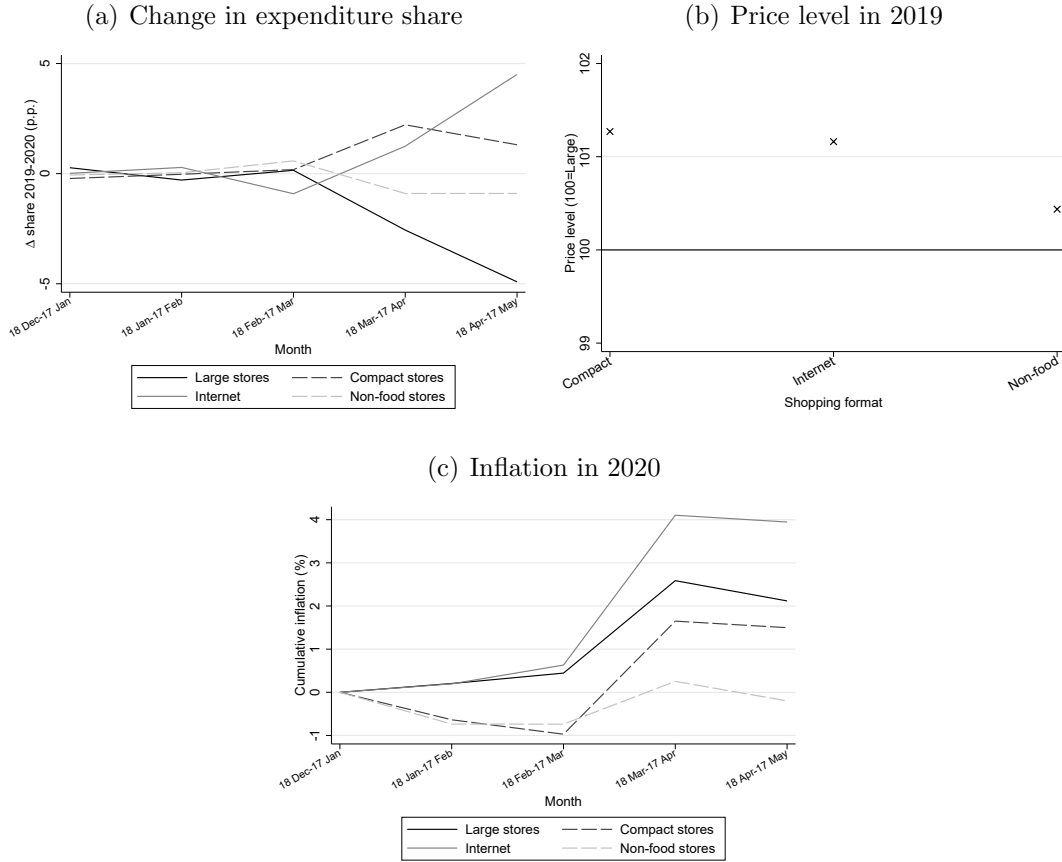 (a) Change in expenditure share
Δ share 2019-2020 (p.p.)
5
0
-5
18 Dec-17 Jan
18 Jan-17 Feb
18 Feb-17 Mar
18 Mar-17 Apr
18 Apr-17 May
Month
Large stores
Compact stores
Internet
Non-food stores
(b) Price level in 2019
Price level (100=Large)
102
101
100
99
Compact
Internet
Non-food
Shopping format
(c) Inflation in 2020
Cumulative inflation (%)
4
3
2
1
0
-1
18 Dec-17 Jan
18 Jan-17 Feb
18 Feb-17 Mar
18 Mar-17 Apr
18 Apr-17 May
Month
Large stores
Compact stores
Internet
Non-food stores